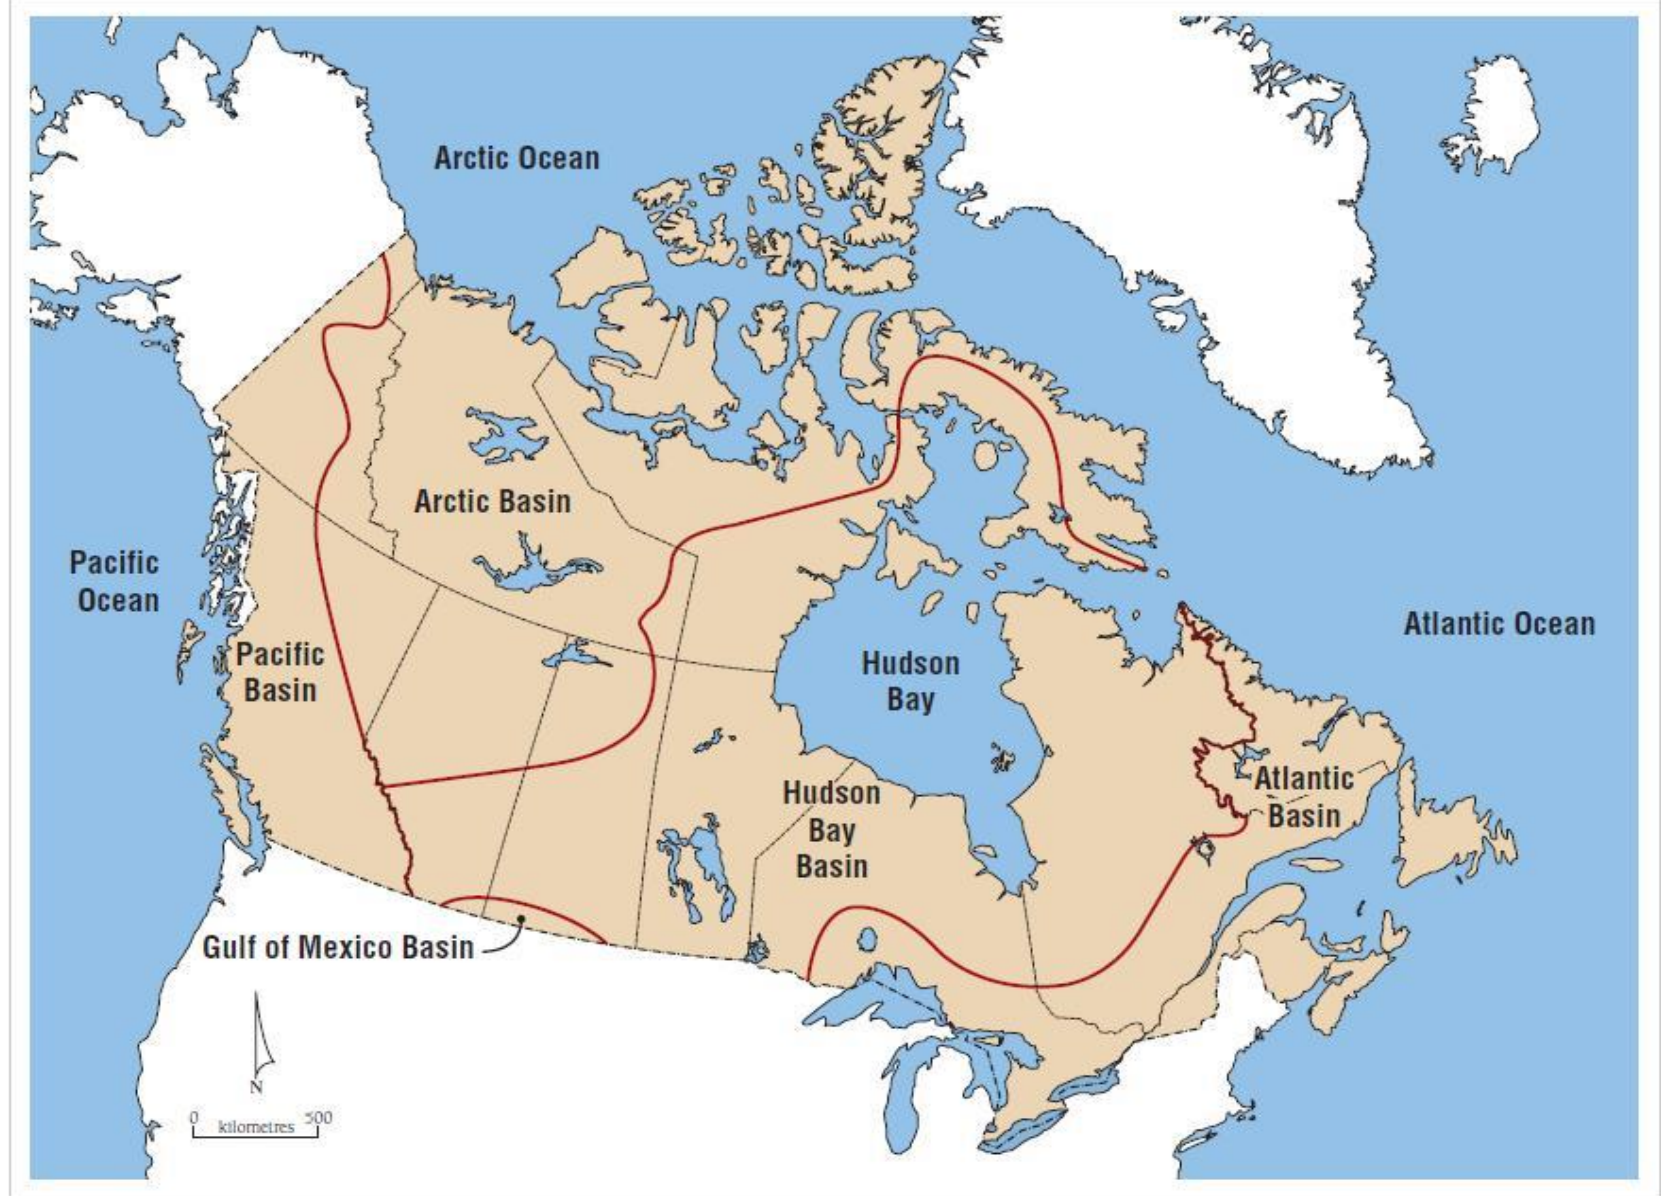 Arctic Ocean
Arctic Basin
Pacific
Ocean
Pacific
Basin
Atlantic Ocean
Hudson
Bay
Atlantic
Basin
Hudson
Bay
Basin
Gulf of Mexico Basin
N
0 500
kilometres